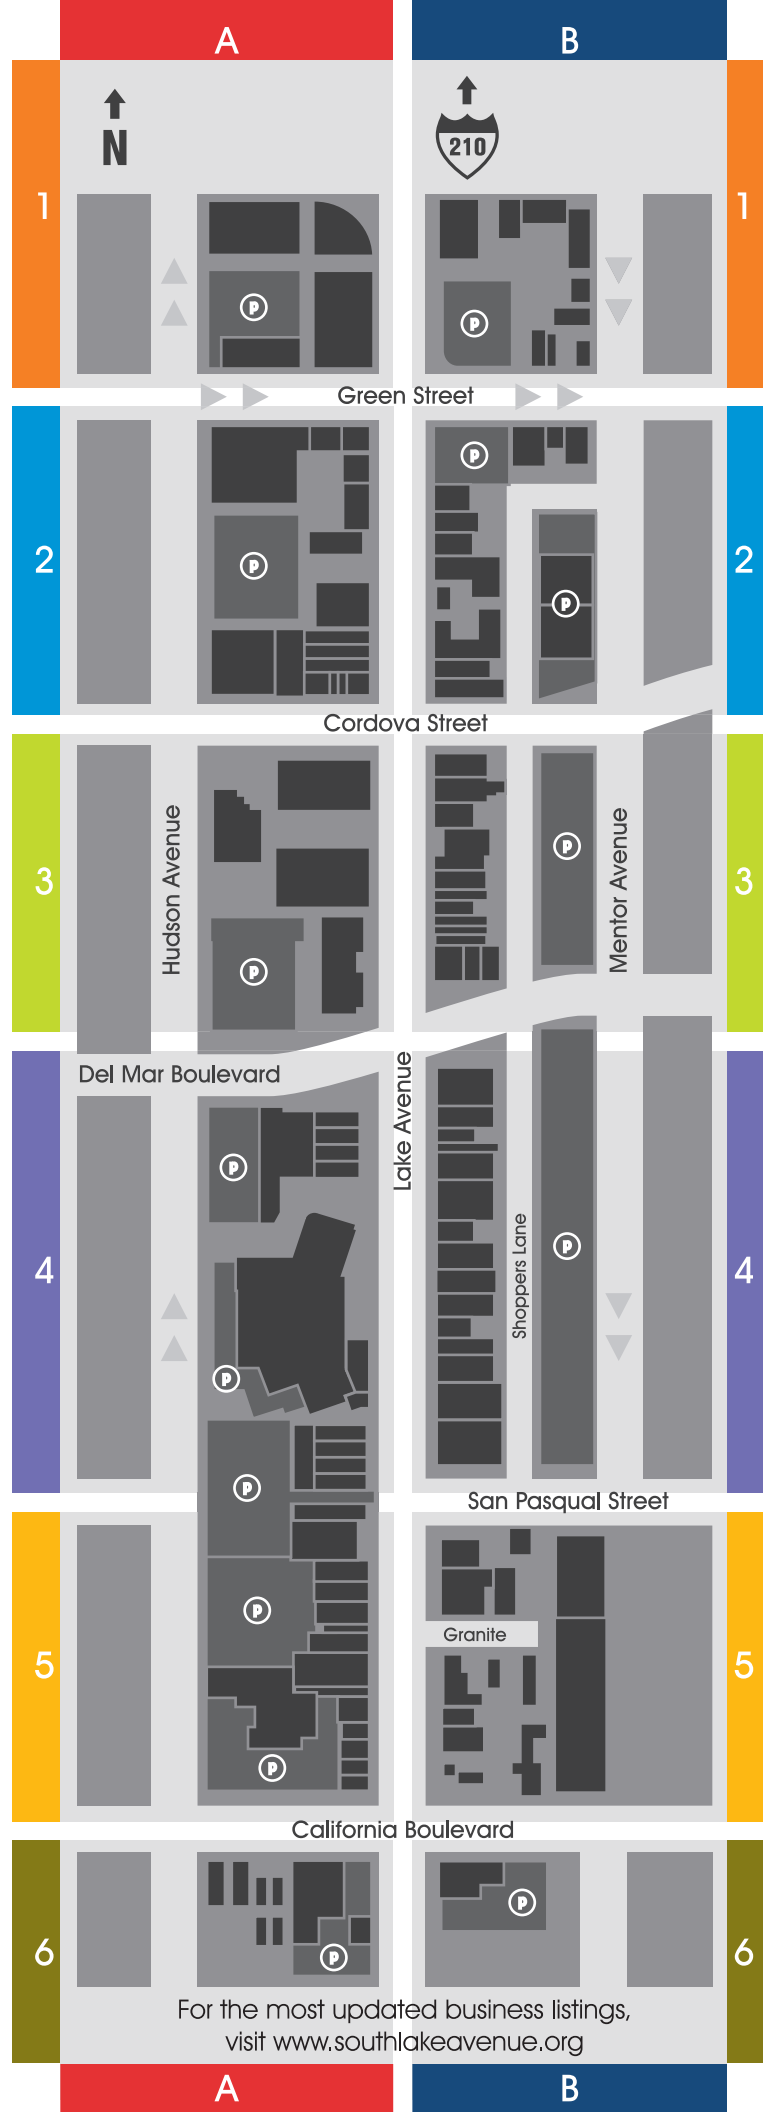 A
B
N
210
1
1
P
P
Green Street
P
2
P
P
2
Cordova Street
Hudson Avenue
Mentor Avenue
P
3
3
P
Lake Avenue
Del Mar Boulevard
P
Shoppers Lane
P
4
4
P
P
San Pasqual Street
P
Granite
5
5
P
California Boulevard
P
P
6
6
For the most updated business listings,
visit www.southlakeavenue.org
A
B